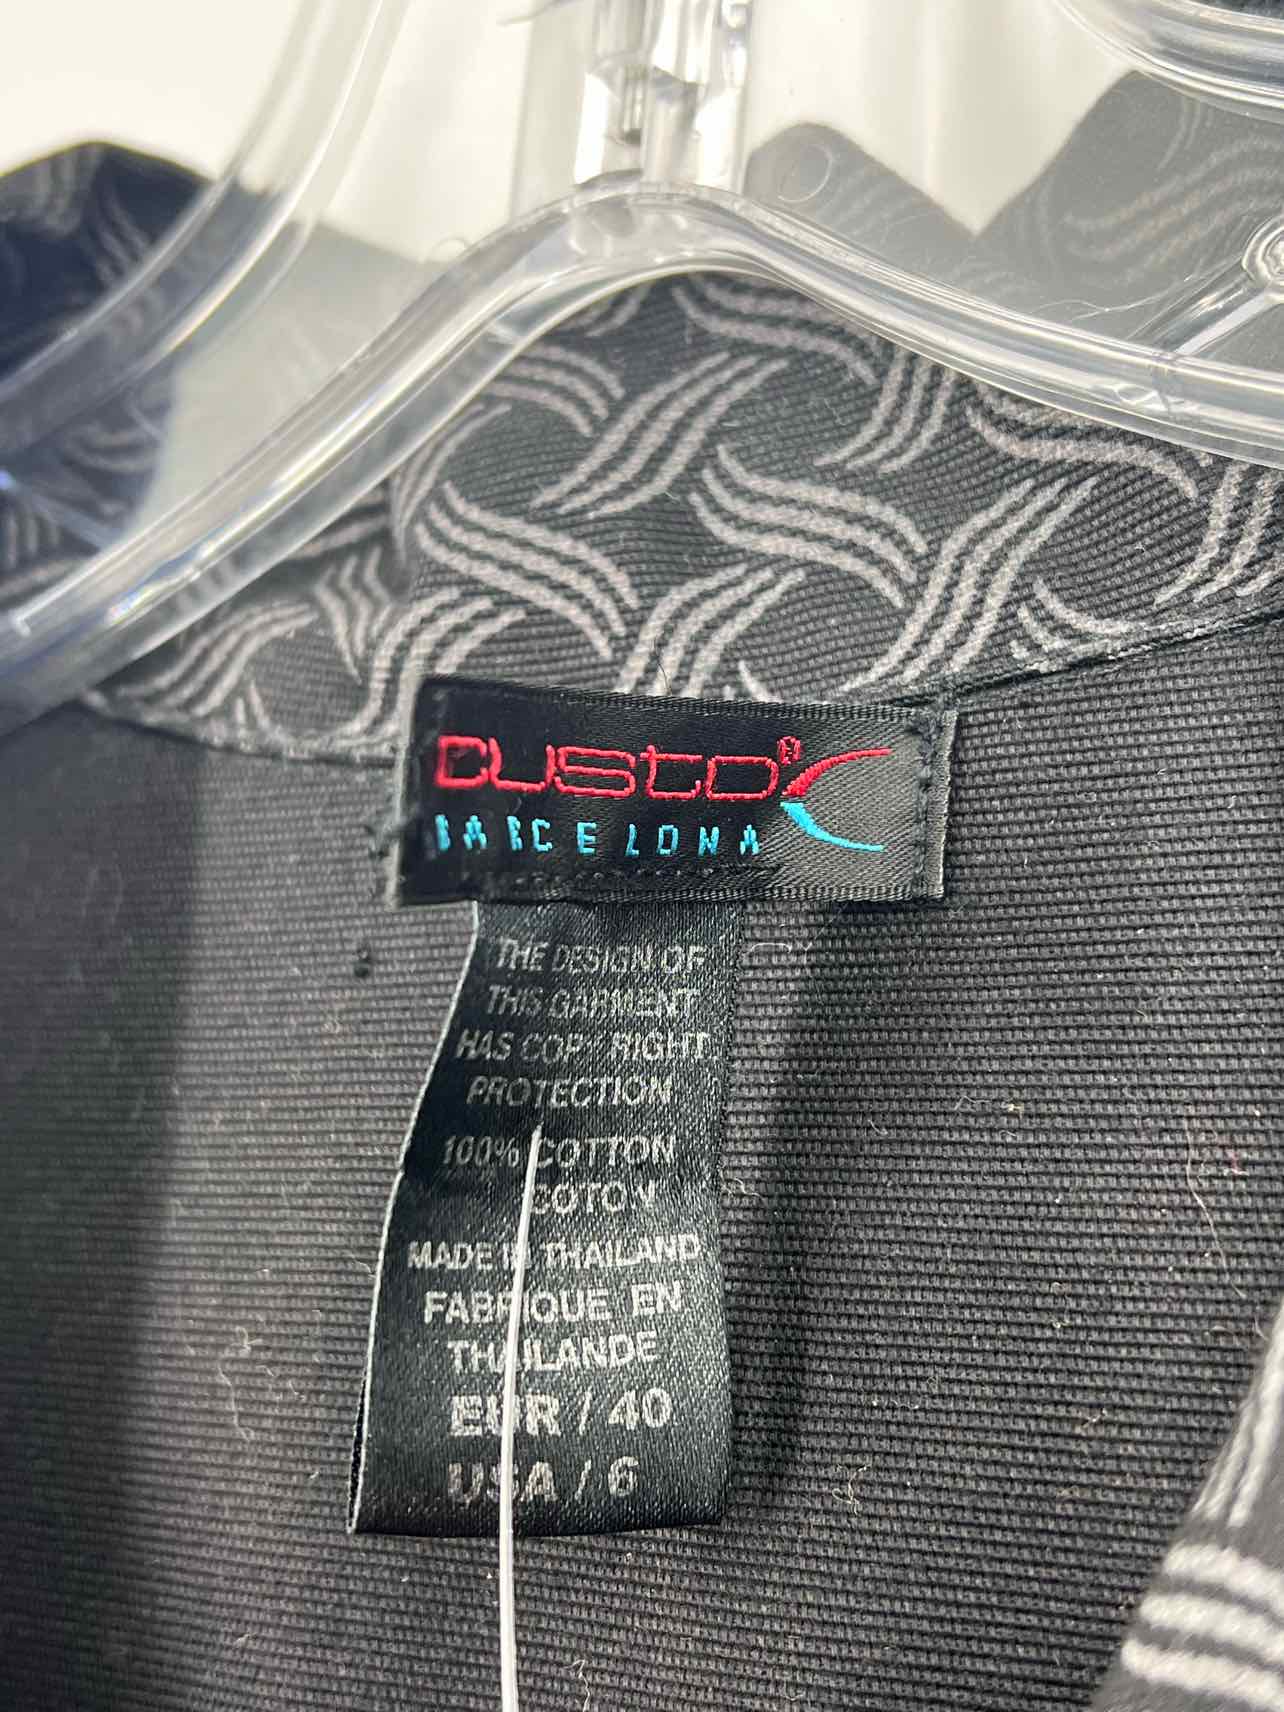 CUSTO®
BARCELONA
THE DESIGN OF
THIS GARMENT
HAS COPYRIGHT
PROTECTION
100% COTTON
COTON
MADE IN THAILAND
FABRIQUE EN
THAILANDE
EUR / 40
USA / 6